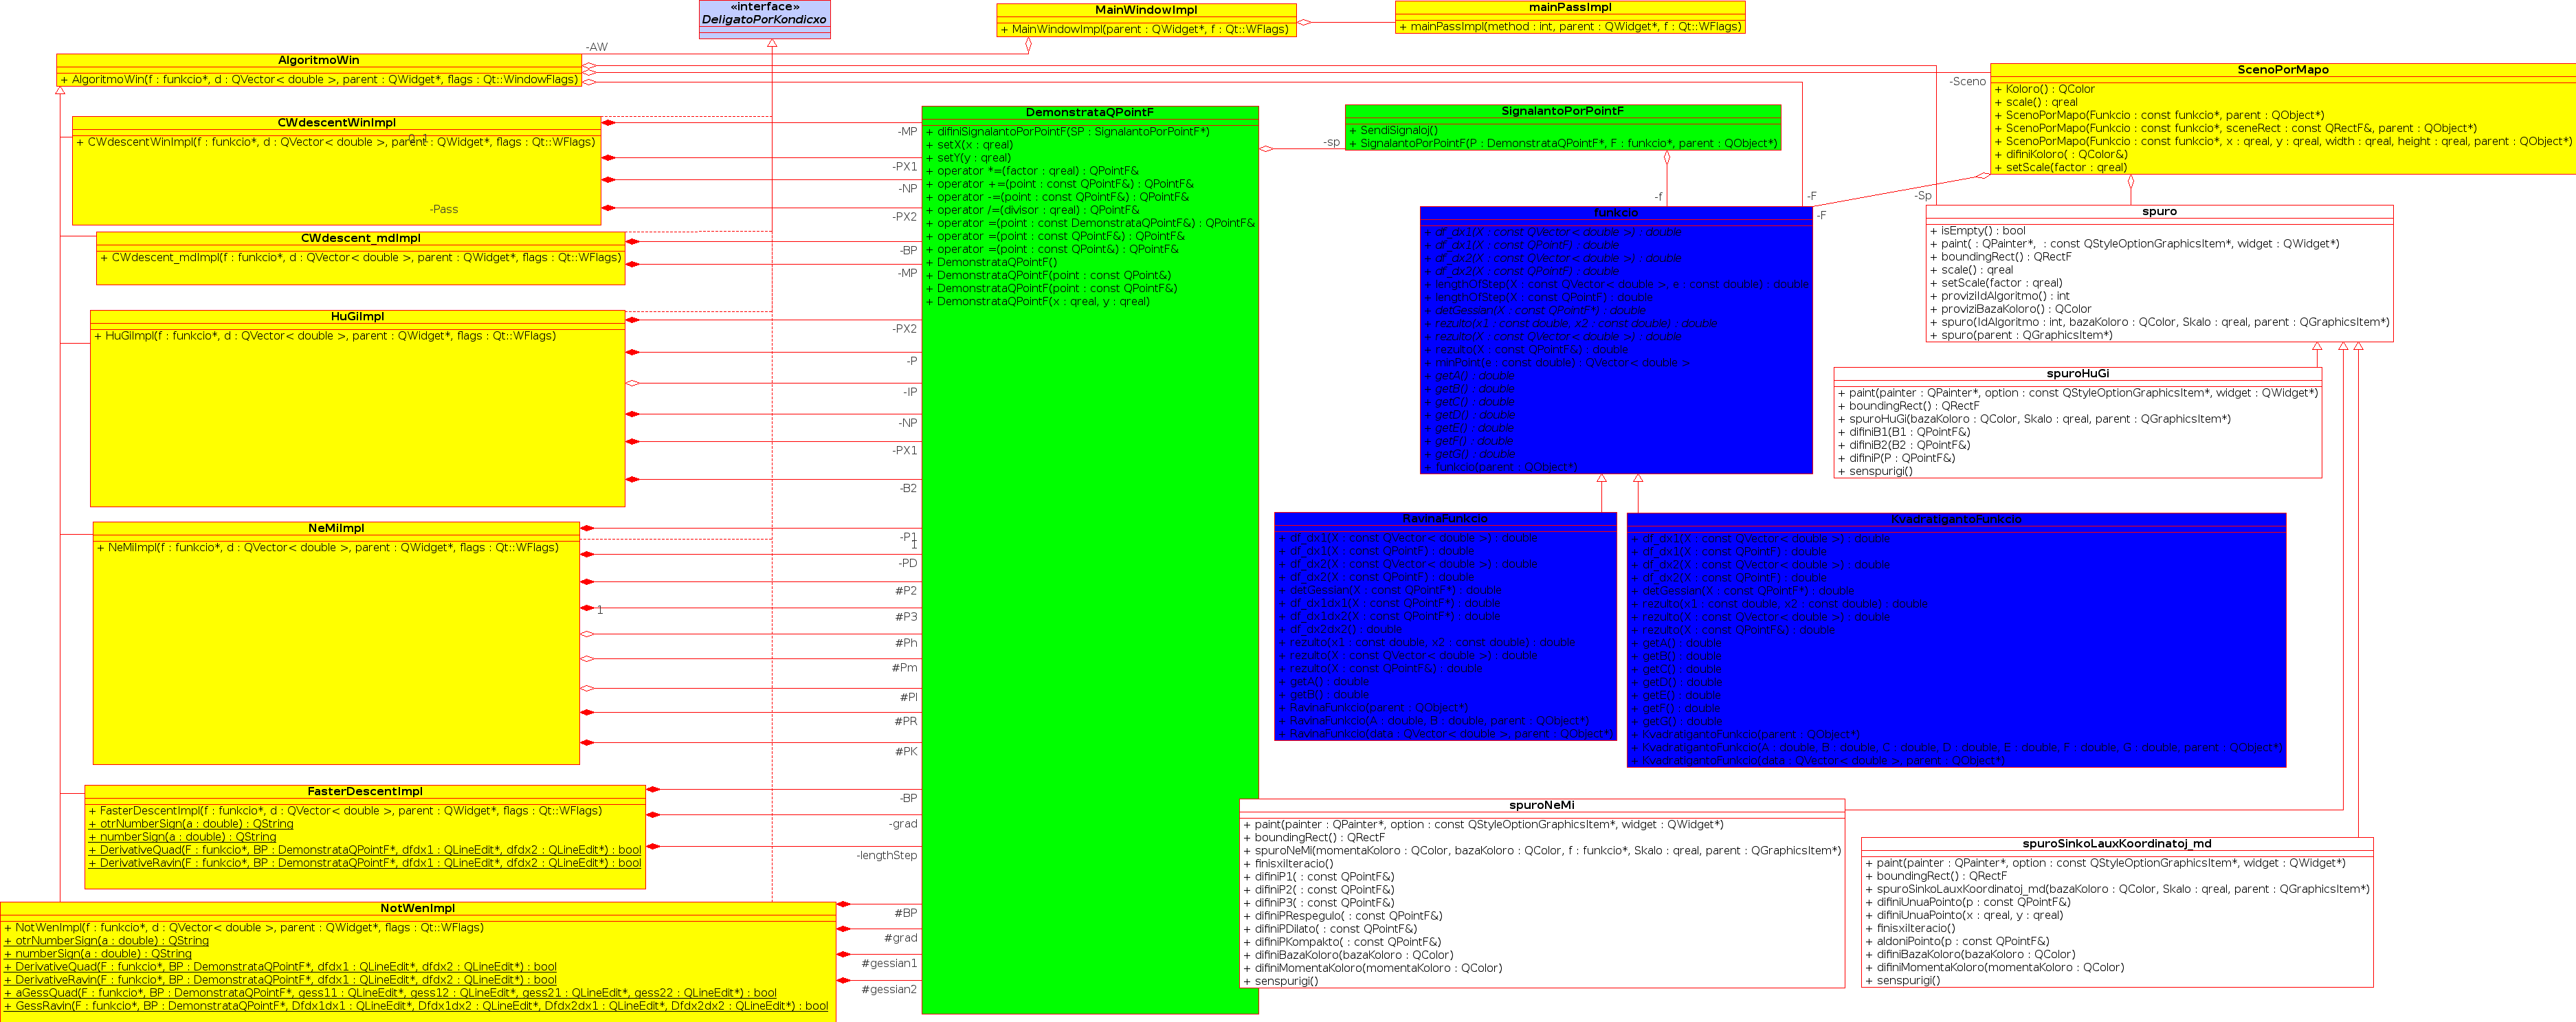 «interface»
DeligatoPorKondicxo
MainWindowImpl
+ MainWindowImpl(parent : QWidget*, f : Qt::WFlags)
mainPassImpl
+ mainPassImpl(method : int, parent : QWidget*, f : Qt::WFlags)
-AW
AlgoritmoWin
+ AlgoritmoWin(f : funkcio*, d : QVector< double >, parent : QWidget*, flags : Qt::WindowFlags)
-Sceno
ScenoPorMapo
+ Koloro() : QColor
+ scale() : qreal
+ ScenoPorMapo(Funkcio : const funkcio*, parent : QObject*)
+ ScenoPorMapo(Funkcio : const funkcio*, sceneRect : const QRectF&, parent : QObject*)
+ ScenoPorMapo(Funkcio : const funkcio*, x : qreal, y : qreal, width : qreal, height : qreal, parent : QObject*)
+ difiniKoloro( : QColor&)
+ setScale(factor : qreal)
CWdescentWinImpl
0..1
+ CWdescentWinImpl(f : funkcio*, d : QVector< double >, parent : QWidget*, flags : Qt::WFlags)
-Pass
-MP
-PX1
-NP
-PX2
CWdescent_mdImpl
+ CWdescent_mdImpl(f : funkcio*, d : QVector< double >, parent : QWidget*, flags : Qt::WFlags)
-BP
-MP
HuGiImpl
+ HuGiImpl(f : funkcio*, d : QVector< double >, parent : QWidget*, flags : Qt::WFlags)
-PX2
-P
-IP
-NP
-PX1
-B2
NeMiImpl
+ NeMiImpl(f : funkcio*, d : QVector< double >, parent : QWidget*, flags : Qt::WFlags)
-P1
1
-PD
#P2
1
#P3
#Ph
#Pm
#Pl
#PR
#PK
FasterDescentImpl
+ FasterDescentImpl(f : funkcio*, d : QVector< double >, parent : QWidget*, flags : Qt::WFlags)
+ otrNumberSign(a : double) : QString
+ numberSign(a : double) : QString
+ DerivativeQuad(F : funkcio*, BP : DemonstrataQPointF*, dfdx1 : QLineEdit*, dfdx2 : QLineEdit*) : bool
+ DerivativeRavin(F : funkcio*, BP : DemonstrataQPointF*, dfdx1 : QLineEdit*, dfdx2 : QLineEdit*) : bool
-BP
-grad
-lengthStep
NotWenImpl
+ NotWenImpl(f : funkcio*, d : QVector< double >, parent : QWidget*, flags : Qt::WFlags)
+ otrNumberSign(a : double) : QString
+ numberSign(a : double) : QString
+ DerivativeQuad(F : funkcio*, BP : DemonstrataQPointF*, dfdx1 : QLineEdit*, dfdx2 : QLineEdit*) : bool
+ DerivativeRavin(F : funkcio*, BP : DemonstrataQPointF*, dfdx1 : QLineEdit*, dfdx2 : QLineEdit*) : bool
+ aGessQuad(F : funkcio*, BP : DemonstrataQPointF*, gess11 : QLineEdit*, gess12 : QLineEdit*, gess21 : QLineEdit*, gess22 : QLineEdit*) : bool
+ GessRavin(F : funkcio*, BP : DemonstrataQPointF*, Dfdx1dx1 : QLineEdit*, Dfdx1dx2 : QLineEdit*, Dfdx2dx1 : QLineEdit*, Dfdx2dx2 : QLineEdit*) : bool
#BP
#grad
#gessian1
#gessian2
DemonstrataQPointF
+ difiniSignalantoPorPointF(SP : SignalantoPorPointF*)
+ setX(x : qreal)
+ setY(y : qreal)
+ operator *=(factor : qreal) : QPointF&
+ operator +=(point : const QPointF&) : QPointF&
+ operator -=(point : const QPointF&) : QPointF&
+ operator /=(divisor : qreal) : QPointF&
+ operator =(point : const DemonstrataQPointF&) : QPointF&
+ operator =(point : const QPointF&) : QPointF&
+ operator =(point : const QPoint&) : QPointF&
+ DemonstrataQPointF()
+ DemonstrataQPointF(point : const QPoint&)
+ DemonstrataQPointF(point : const QPointF&)
+ DemonstrataQPointF(x : qreal, y : qreal)
-sp
SignalantoPorPointF
+ SendiSignaloj()
+ SignalantoPorPointF(P : DemonstrataQPointF*, F : funkcio*, parent : QObject*)
-f
-F
-F
-Sp
funkcio
+ df_dx1(X : const QVector< double >) : double
+ df_dx1(X : const QPointF) : double
+ df_dx2(X : const QVector< double >) : double
+ df_dx2(X : const QPointF) : double
+ lengthOfStep(X : const QVector< double >, e : const double) : double
+ lengthOfStep(X : const QPointF) : double
+ detGessian(X : const QPointF*) : double
+ rezulto(x1 : const double, x2 : const double) : double
+ rezulto(X : const QVector< double >) : double
+ rezulto(X : const QPointF&) : double
+ minPoint(e : const double) : QVector< double >
+ getA() : double
+ getB() : double
+ getC() : double
+ getD() : double
+ getE() : double
+ getF() : double
+ getG() : double
+ funkcio(parent : QObject*)
RavinaFunkcio
+ df_dx1(X : const QVector< double >) : double
+ df_dx1(X : const QPointF) : double
+ df_dx2(X : const QVector< double >) : double
+ df_dx2(X : const QPointF) : double
+ detGessian(X : const QPointF*) : double
+ df_dx1dx1(X : const QPointF*) : double
+ df_dx1dx2(X : const QPointF*) : double
+ df_dx2dx2() : double
+ rezulto(x1 : const double, x2 : const double) : double
+ rezulto(X : const QVector< double >) : double
+ rezulto(X : const QPointF&) : double
+ getA() : double
+ getB() : double
+ RavinaFunkcio(parent : QObject*)
+ RavinaFunkcio(A : double, B : double, parent : QObject*)
+ RavinaFunkcio(data : QVector< double >, parent : QObject*)
KvadratigantoFunkcio
+ df_dx1(X : const QVector< double >) : double
+ df_dx1(X : const QPointF) : double
+ df_dx2(X : const QVector< double >) : double
+ df_dx2(X : const QPointF) : double
+ detGessian(X : const QPointF*) : double
+ rezulto(x1 : const double, x2 : const double) : double
+ rezulto(X : const QVector< double >) : double
+ rezulto(X : const QPointF&) : double
+ getA() : double
+ getB() : double
+ getC() : double
+ getD() : double
+ getE() : double
+ getF() : double
+ getG() : double
+ KvadratigantoFunkcio(parent : QObject*)
+ KvadratigantoFunkcio(A : double, B : double, C : double, D : double, E : double, F : double, G : double, parent : QObject*)
+ KvadratigantoFunkcio(data : QVector< double >, parent : QObject*)
spuro
+ isEmpty() : bool
+ paint( : QPainter*,  : const QStyleOptionGraphicsItem*, widget : QWidget*)
+ boundingRect() : QRectF
+ scale() : qreal
+ setScale(factor : qreal)
+ proviziIdAlgoritmo() : int
+ proviziBazaKoloro() : QColor
+ spuro(IdAlgoritmo : int, bazaKoloro : QColor, Skalo : qreal, parent : QGraphicsItem*)
+ spuro(parent : QGraphicsItem*)
spuroHuGi
+ paint(painter : QPainter*, option : const QStyleOptionGraphicsItem*, widget : QWidget*)
+ boundingRect() : QRectF
+ spuroHuGi(bazaKoloro : QColor, Skalo : qreal, parent : QGraphicsItem*)
+ difiniB1(B1 : QPointF&)
+ difiniB2(B2 : QPointF&)
+ difiniP(P : QPointF&)
+ senspurigi()
spuroNeMi
+ paint(painter : QPainter*, option : const QStyleOptionGraphicsItem*, widget : QWidget*)
+ boundingRect() : QRectF
+ spuroNeMi(momentaKoloro : QColor, bazaKoloro : QColor, f : funkcio*, Skalo : qreal, parent : QGraphicsItem*)
+ finisxiIteracio()
+ difiniP1( : const QPointF&)
+ difiniP2( : const QPointF&)
+ difiniP3( : const QPointF&)
+ difiniPRespegulo( : const QPointF&)
+ difiniPDilato( : const QPointF&)
+ difiniPKompakto( : const QPointF&)
+ difiniBazaKoloro(bazaKoloro : QColor)
+ difiniMomentaKoloro(momentaKoloro : QColor)
+ senspurigi()
spuroSinkoLauxKoordinatoj_md
+ paint(painter : QPainter*, option : const QStyleOptionGraphicsItem*, widget : QWidget*)
+ boundingRect() : QRectF
+ spuroSinkoLauxKoordinatoj_md(bazaKoloro : QColor, Skalo : qreal, parent : QGraphicsItem*)
+ difiniUnuaPointo(p : const QPointF&)
+ difiniUnuaPointo(x : qreal, y : qreal)
+ finisxiIteracio()
+ aldoniPointo(p : const QPointF&)
+ difiniBazaKoloro(bazaKoloro : QColor)
+ difiniMomentaKoloro(momentaKoloro : QColor)
+ senspurigi()